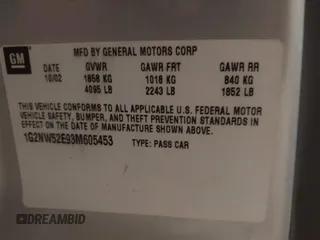 GM
MFD BY GENERAL MOTORS CORP
DATE GVWR GAWR FRT GAWR RR
10/02 1858 KG 1018 KG 840 KG
4095 LB 2243 LB 1852 LB
THIS VEHICLE CONFORMS TO ALL APPLICABLE U.S. FEDERAL MOTOR
VEHICLE SAFETY, BUMPER, AND THEFT PREVENTION STANDARDS IN
EFFECT ON THE DATE OF MANUFACTURE SHOWN ABOVE.
1G2NW52E93M605453 TYPE: PASS CAR
DREAMBID